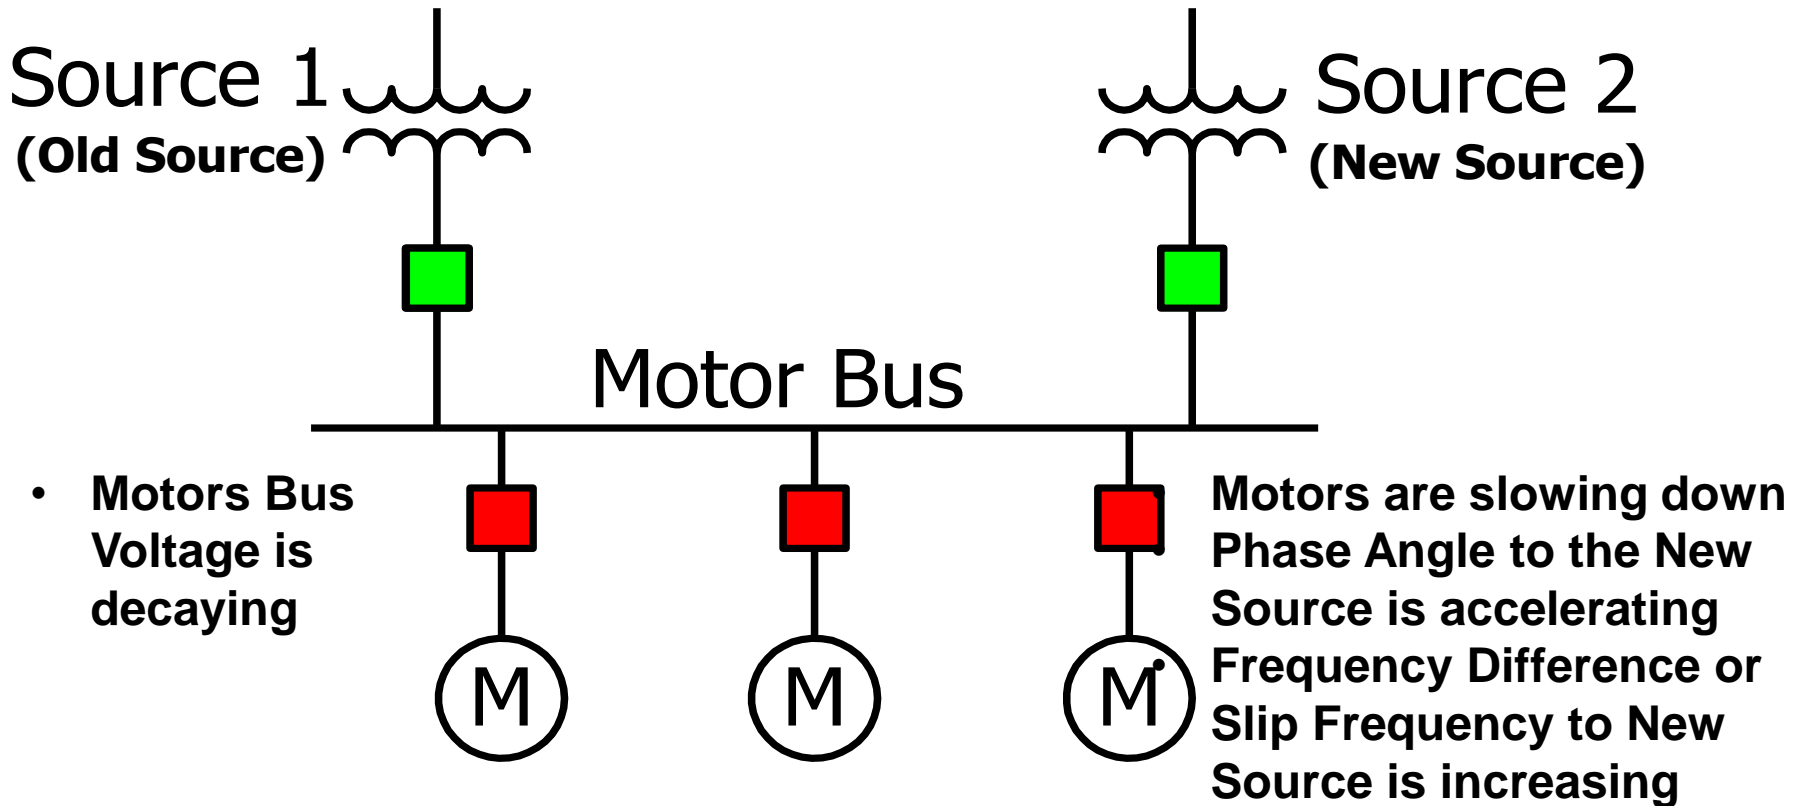 Source 1
(Old Source)
Source 2
(New Source)
Motor Bus
• Motors Bus
Voltage is
decaying
• Motors are slowing down
• Phase Angle to the New
Source is accelerating
• Frequency Difference or
Slip Frequency to New
Source is increasing
M
M
M